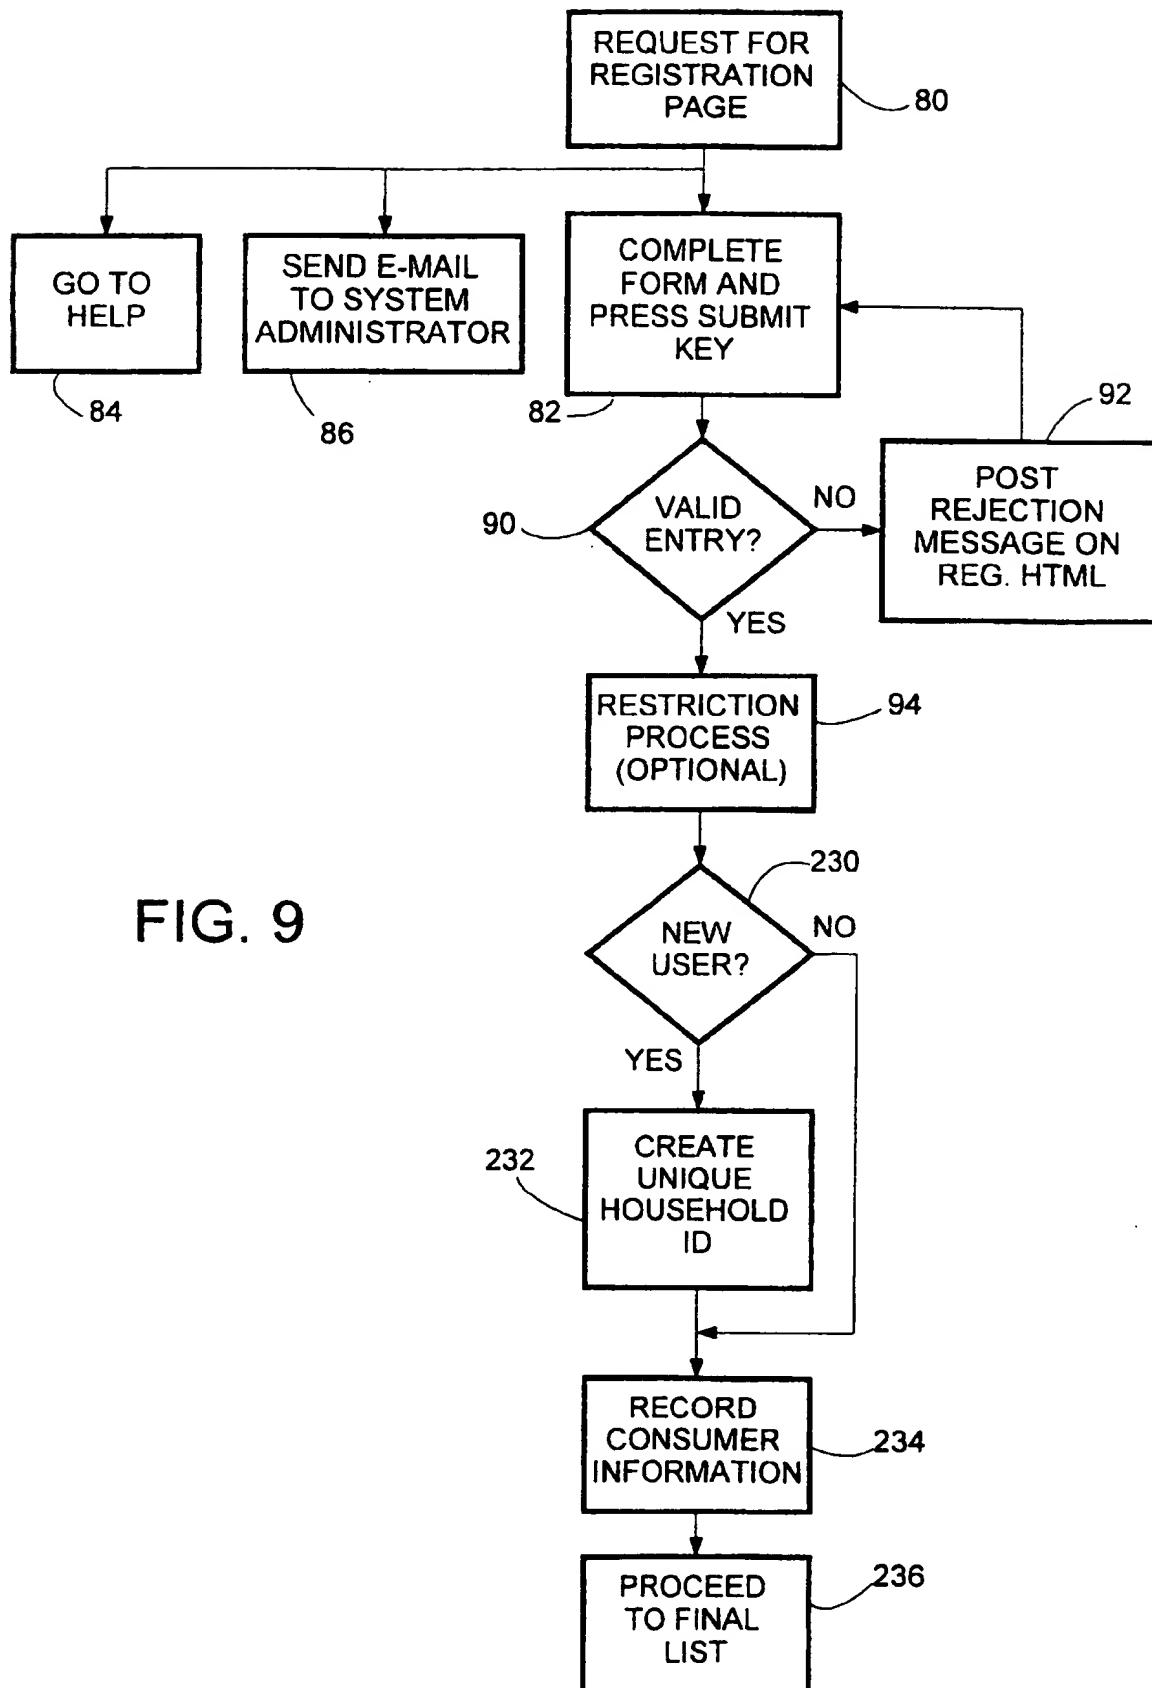 REQUEST FOR
REGISTRATION
PAGE
80
GO TO
HELP
84
SEND E-MAIL
TO SYSTEM
ADMINISTRATOR
86
COMPLETE
FORM AND
PRESS SUBMIT
KEY
82
92
POST
REJECTION
MESSAGE ON
REG. HTML
NO
VALID
ENTRY?
90
YES
RESTRICTION
PROCESS
(OPTIONAL)
94
230
FIG. 9
NEW
USER?
NO
YES
CREATE
UNIQUE
HOUSEHOLD
ID
232
RECORD
CONSUMER
INFORMATION
234
PROCEED
TO FINAL
LIST
236